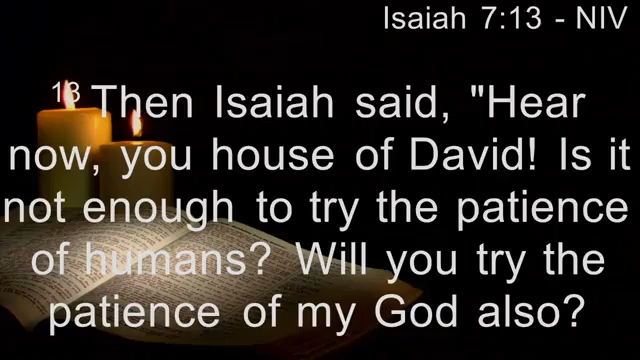 Isaiah 7:13 - NIV
13 Then Isaiah said, "Hear
now, you house of David! Is it
not enough to try the patience
of humans? Will you try the
patience of my God also?